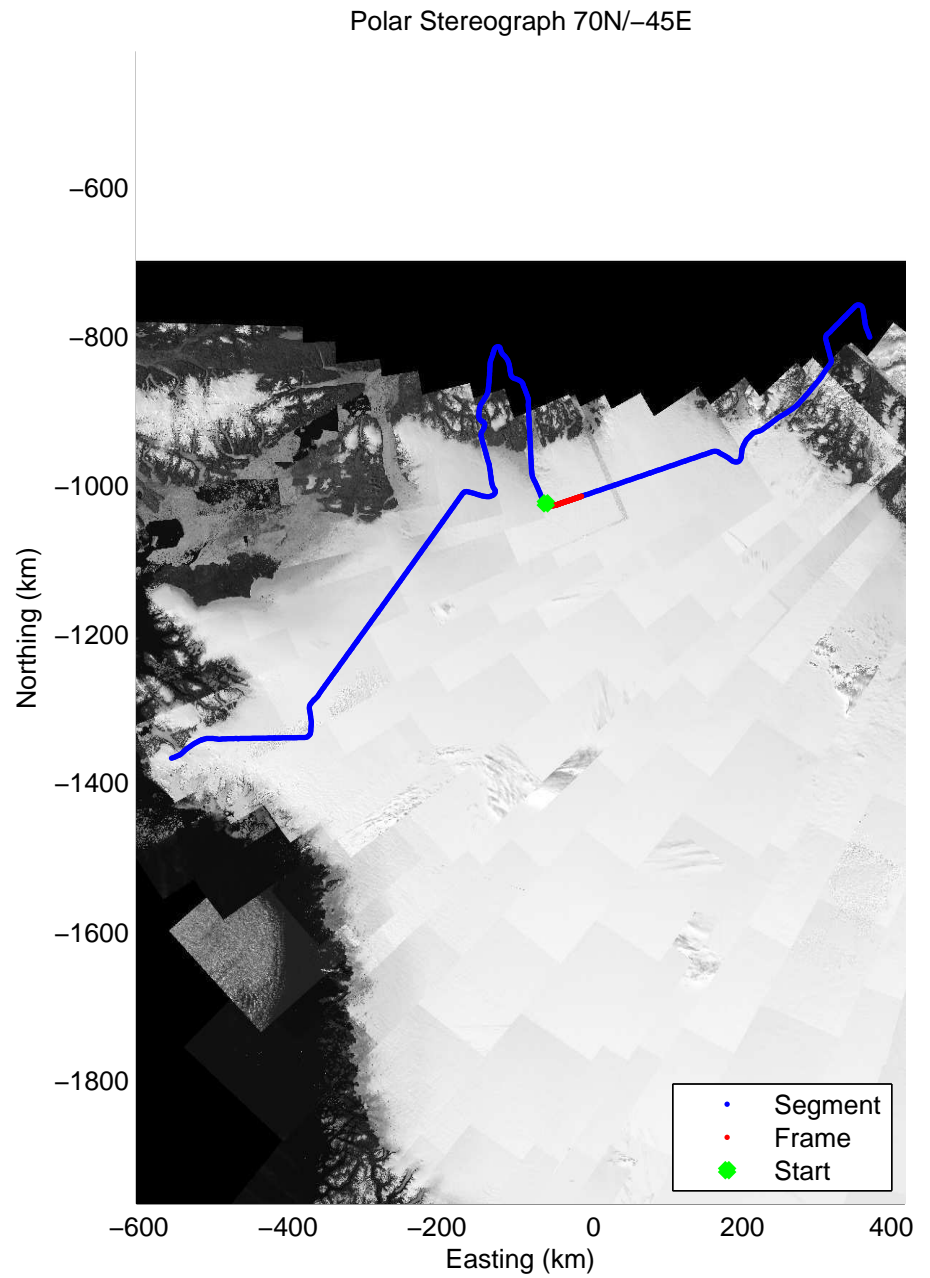 Polar Stereograph 70N/−45E
−600
−800
−1000
−1200
−1400
−1600
−1800
Northing (km)
Segment
Frame
Start
−600 −400 −200 0 200 400
Easting (km)